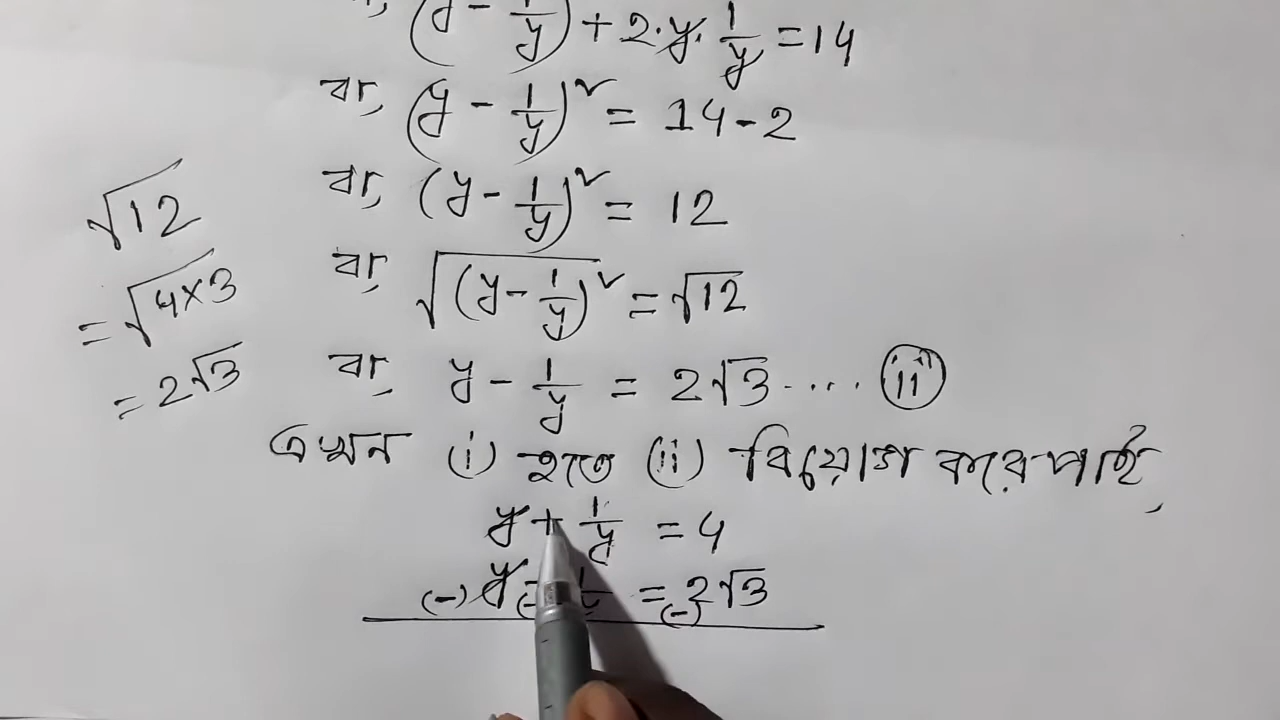 বা, (y - 1/y) + 2·y·1/y = 14
বা, (y - 1/y)² = 14 - 2
বা, (y - 1/y)² = 12
√12
= √4×3
= 2√3
বা, √(y - 1/y)² = √12
বা, y - 1/y = 2√3 .... (ii)
এখন (i) হতে (ii) বিয়োগ করে পাই,
y + 1/y = 4
(-) y - 1/y = 2√3
(-) (-)